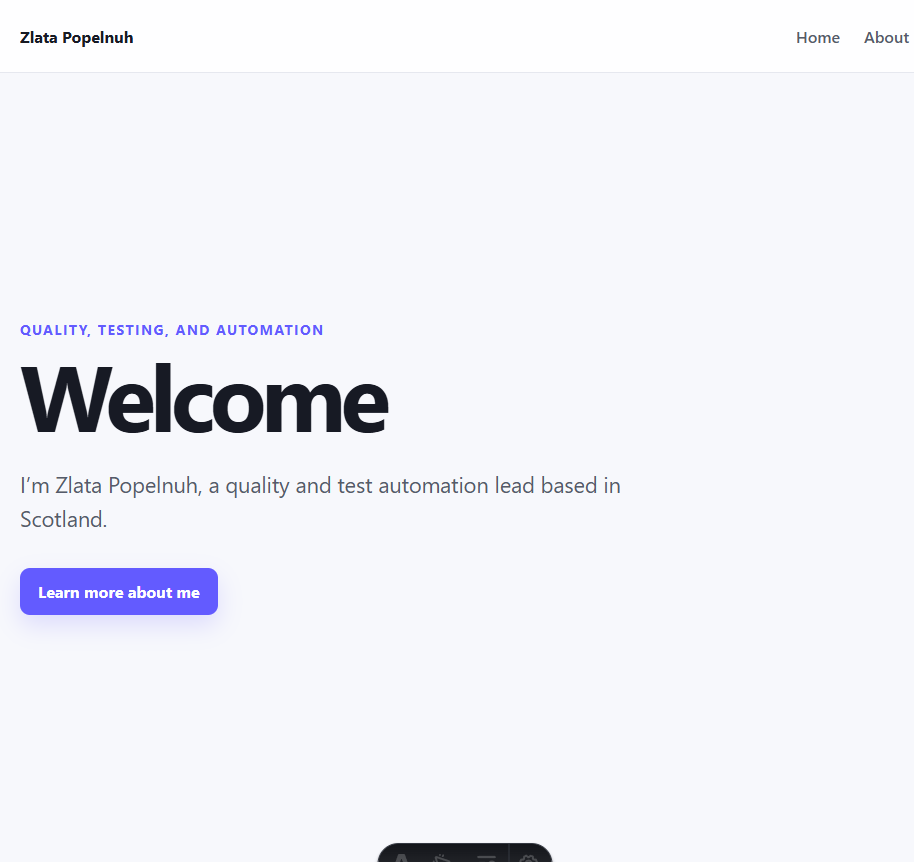 Zlata Popelnuh
Home
About
QUALITY, TESTING, AND AUTOMATION
Welcome
I’m Zlata Popelnuh, a quality and test automation lead based in
Scotland.
Learn more about me